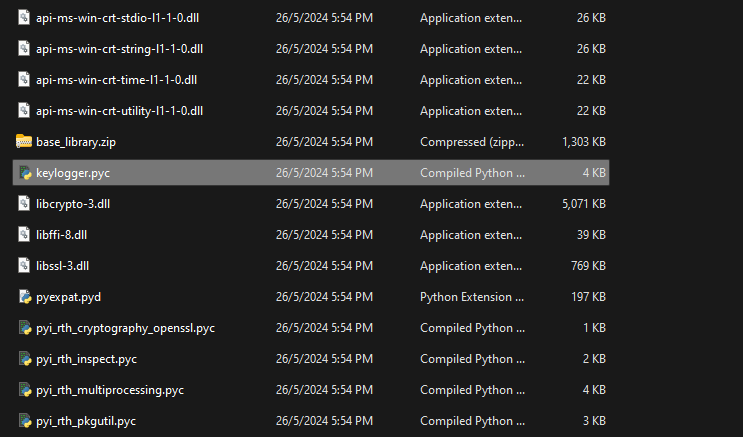 api-ms-win-crt-stdio-l1-1-0.dll 26/5/2024 5:54 PM Application exten... 26 KB
api-ms-win-crt-string-l1-1-0.dll 26/5/2024 5:54 PM Application exten... 26 KB
api-ms-win-crt-time-l1-1-0.dll 26/5/2024 5:54 PM Application exten... 22 KB
api-ms-win-crt-utility-l1-1-0.dll 26/5/2024 5:54 PM Application exten... 22 KB
base_library.zip 26/5/2024 5:54 PM Compressed (zipp... 1,303 KB
keylogger.pyc 26/5/2024 5:54 PM Compiled Python ... 4 KB
libcrypto-3.dll 26/5/2024 5:54 PM Application exten... 5,071 KB
libffi-8.dll 26/5/2024 5:54 PM Application exten... 39 KB
libssl-3.dll 26/5/2024 5:54 PM Application exten... 769 KB
pyexpat.pyd 26/5/2024 5:54 PM Python Extension ... 197 KB
pyi_rth_cryptography_openssl.pyc 26/5/2024 5:54 PM Compiled Python ... 1 KB
pyi_rth_inspect.pyc 26/5/2024 5:54 PM Compiled Python ... 2 KB
pyi_rth_multiprocessing.pyc 26/5/2024 5:54 PM Compiled Python ... 4 KB
pyi_rth_pkgutil.pyc 26/5/2024 5:54 PM Compiled Python ... 3 KB